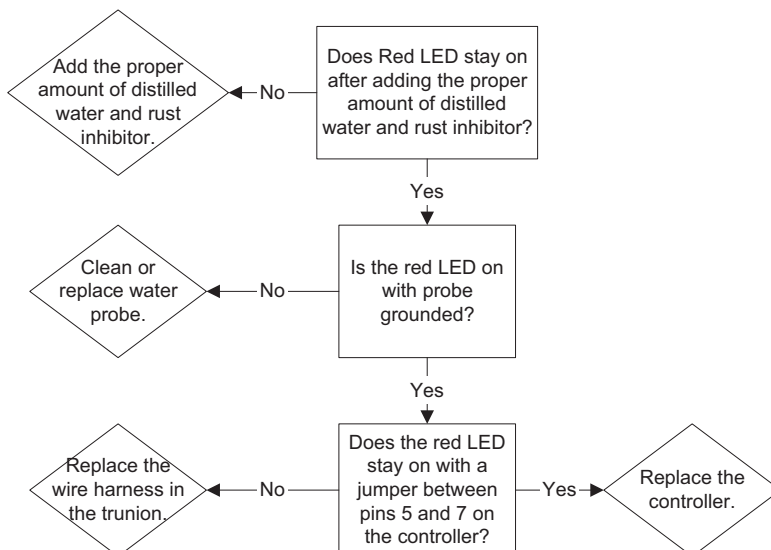 Add the proper
amount of distilled
water and rust
inhibitor.
No
Does Red LED stay on
after adding the proper
amount of distilled
water and rust inhibitor?
Yes
Clean or
replace water
probe.
No
Is the red LED on
with probe
grounded?
Yes
Replace the
wire harness in
the trunion.
No
Does the red LED
stay on with a
jumper between
pins 5 and 7 on
the controller?
Yes
Replace the
controller.